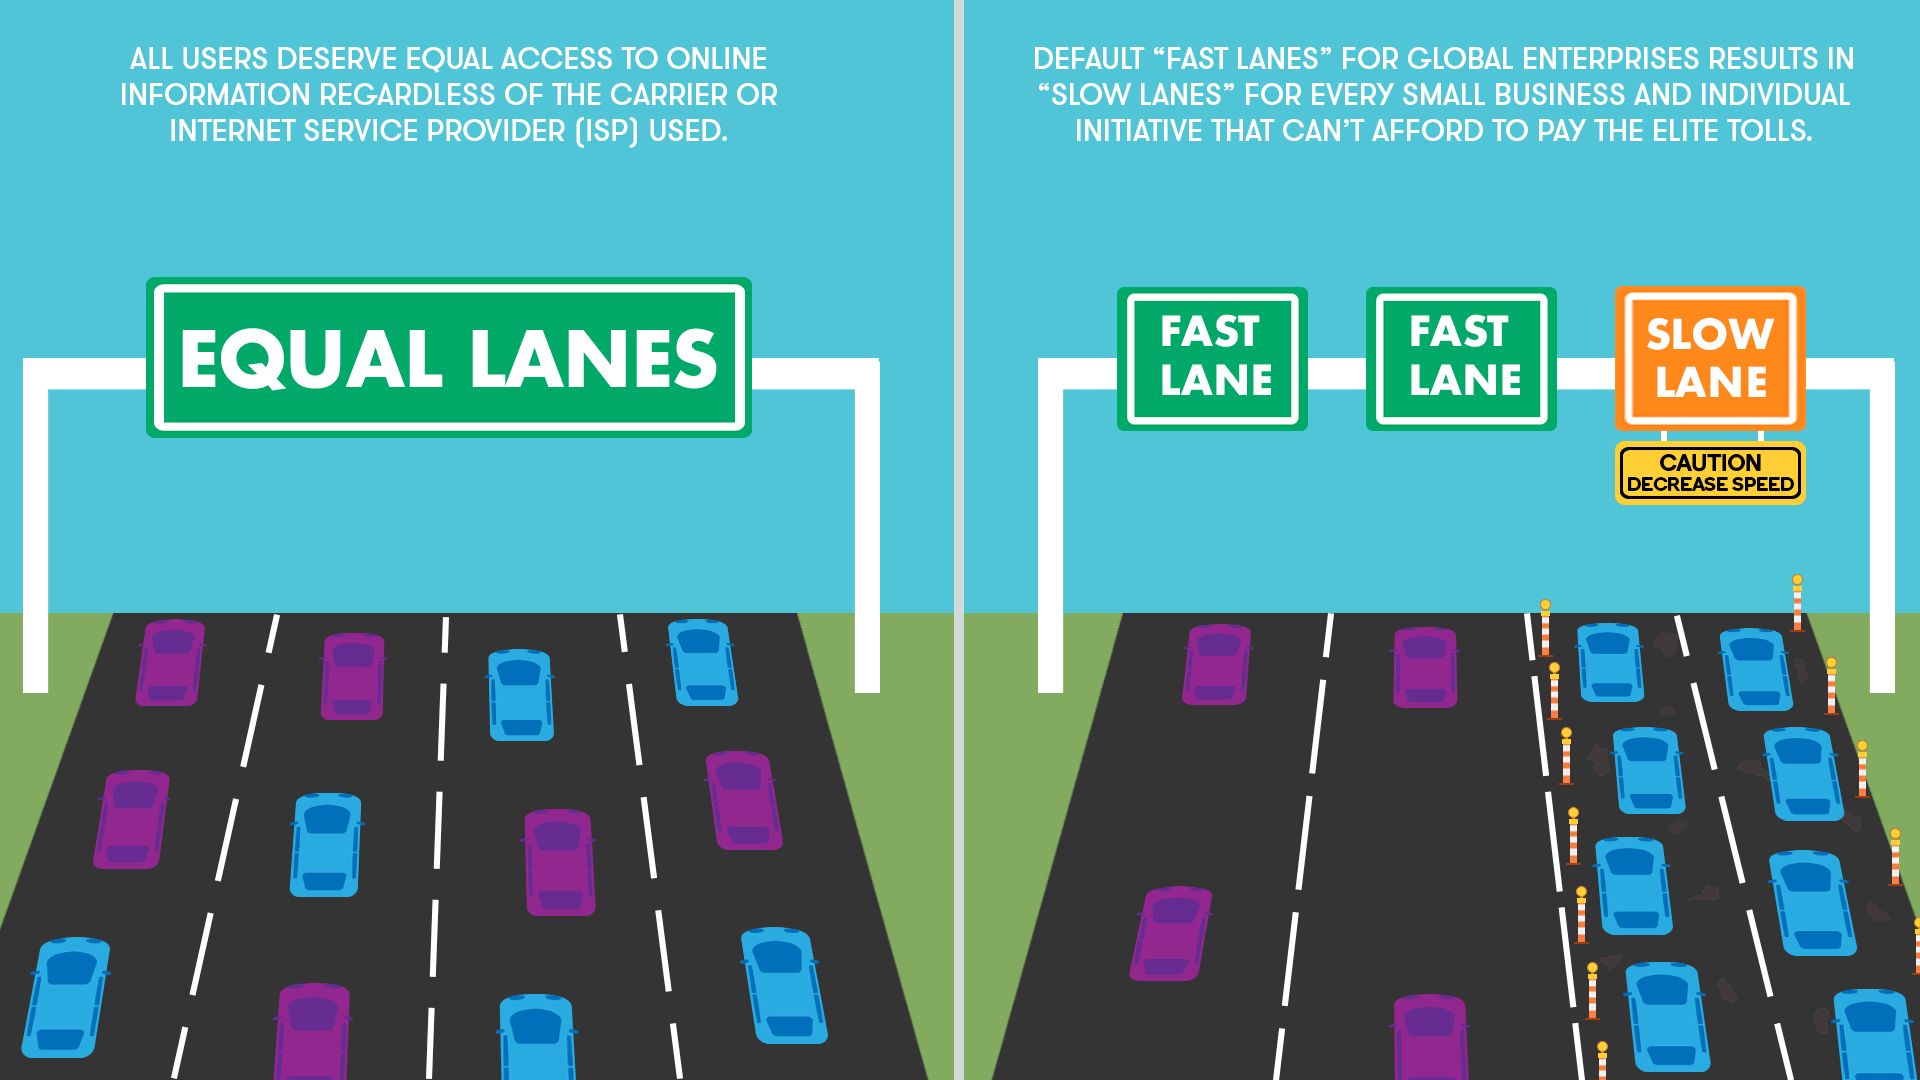 ALL USERS DESERVE EQUAL ACCESS TO ONLINE
INFORMATION REGARDLESS OF THE CARRIER OR
INTERNET SERVICE PROVIDER (ISP) USED.
EQUAL LANES
DEFAULT “FAST LANES” FOR GLOBAL ENTERPRISES RESULTS IN
“SLOW LANES” FOR EVERY SMALL BUSINESS AND INDIVIDUAL
INITIATIVE THAT CAN’T AFFORD TO PAY THE ELITE TOLLS.
FAST
LANE
FAST
LANE
SLOW
LANE
CAUTION
DECREASE SPEED